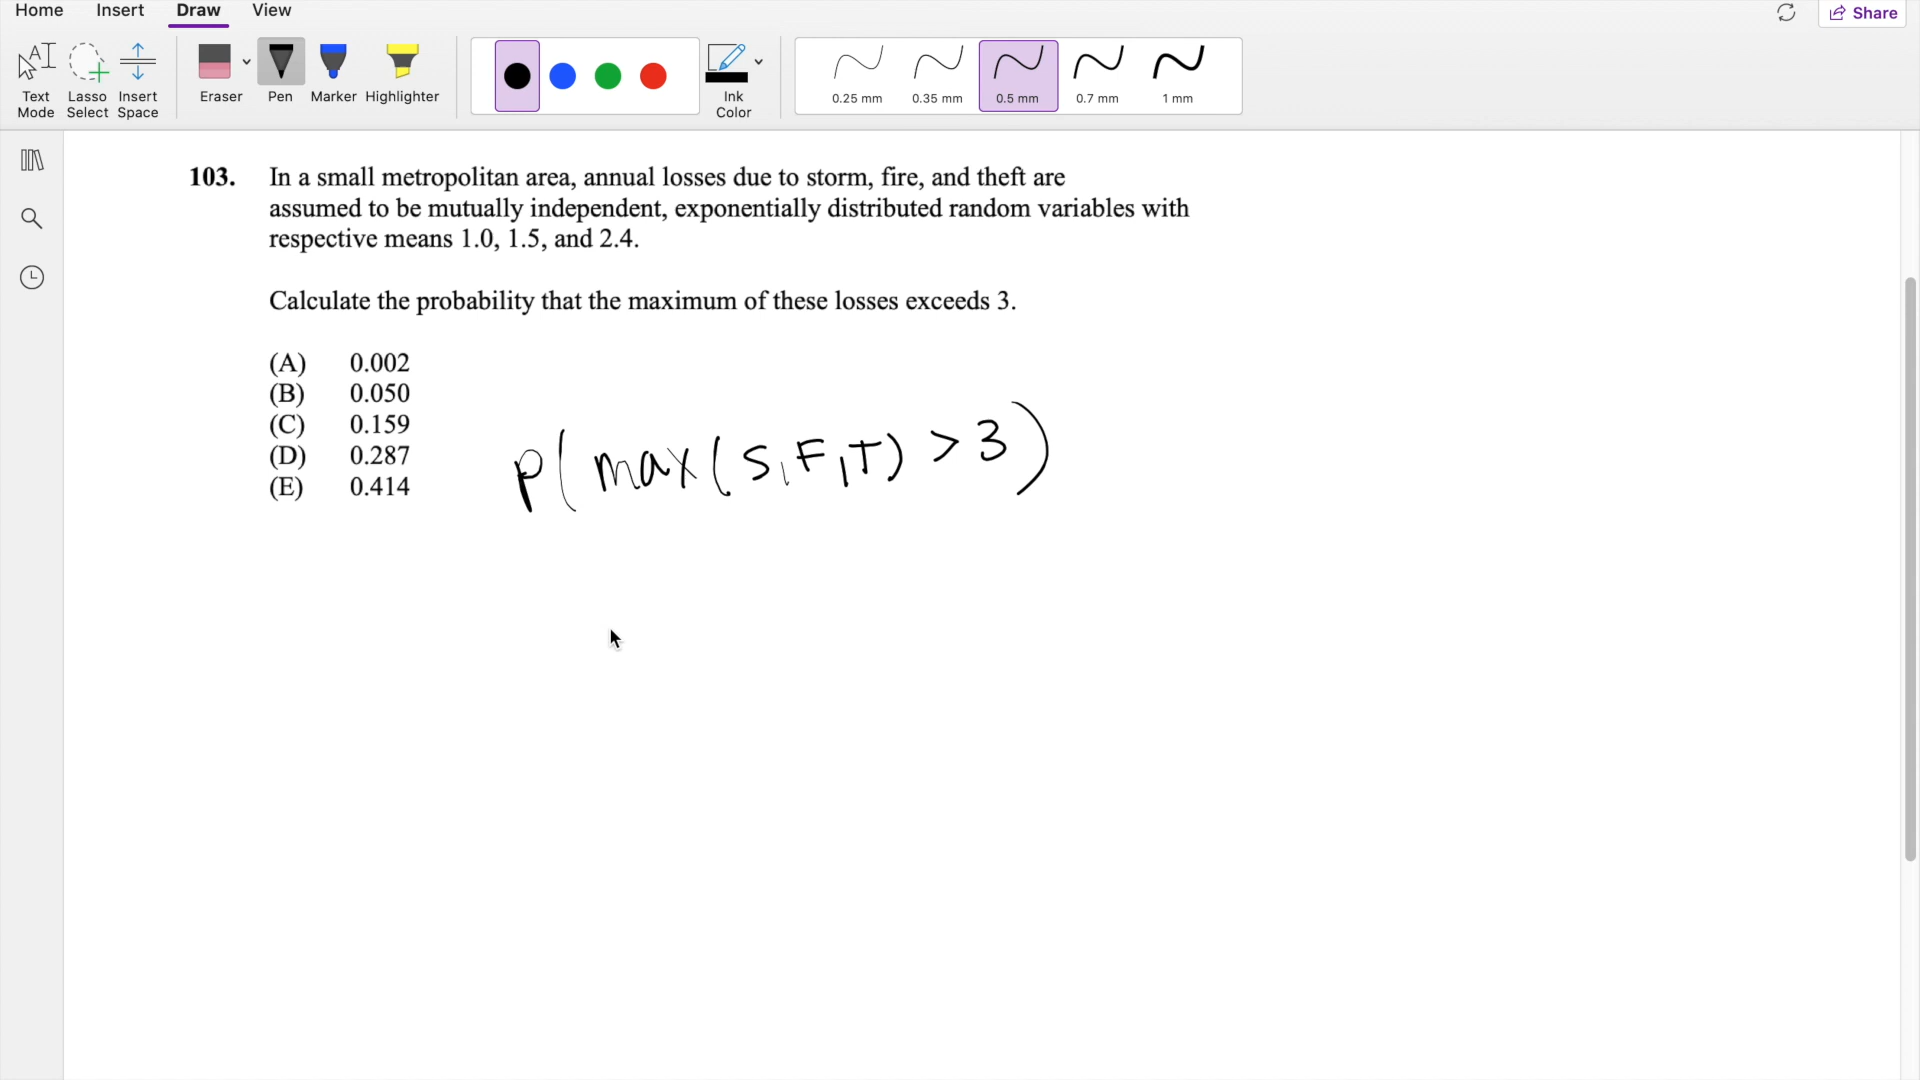 Home Insert Draw View
Share
AI
Text Mode
Lasso Select
Insert Space
Eraser
Pen
Marker
Highlighter
Ink Color
0.25 mm
0.35 mm
0.5 mm
0.7 mm
1 mm
103. In a small metropolitan area, annual losses due to storm, fire, and theft are
assumed to be mutually independent, exponentially distributed random variables with
respective means 1.0, 1.5, and 2.4.
Calculate the probability that the maximum of these losses exceeds 3.
(A) 0.002
(B) 0.050
(C) 0.159
(D) 0.287
(E) 0.414
P(max(S,F,T) > 3)